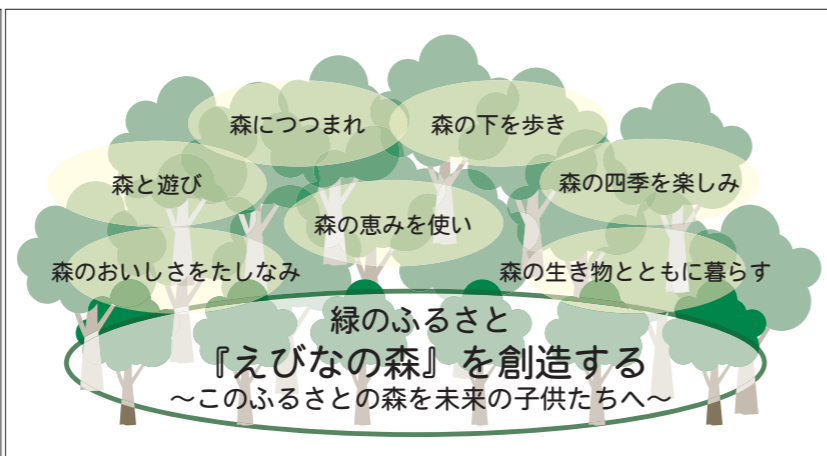 森につつまれ
森の下を歩き
森と遊び
森の四季を楽しみ
森の恵みを使い
森のおいしさをたしなみ
森の生き物とともに暮らす
緑のふるさと
『えびなの森』を創造する
～このふるさとの森を未来の子供たちへ～